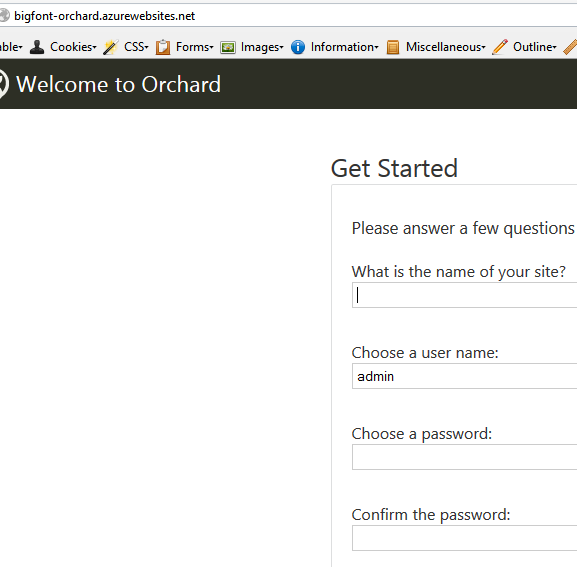 bigfont-orchard.azurewebsites.net
Cookies CSS Forms Images Information Miscellaneous Outline
Welcome to Orchard
Get Started
Please answer a few questions
What is the name of your site?
Choose a user name:
admin
Choose a password:
Confirm the password: